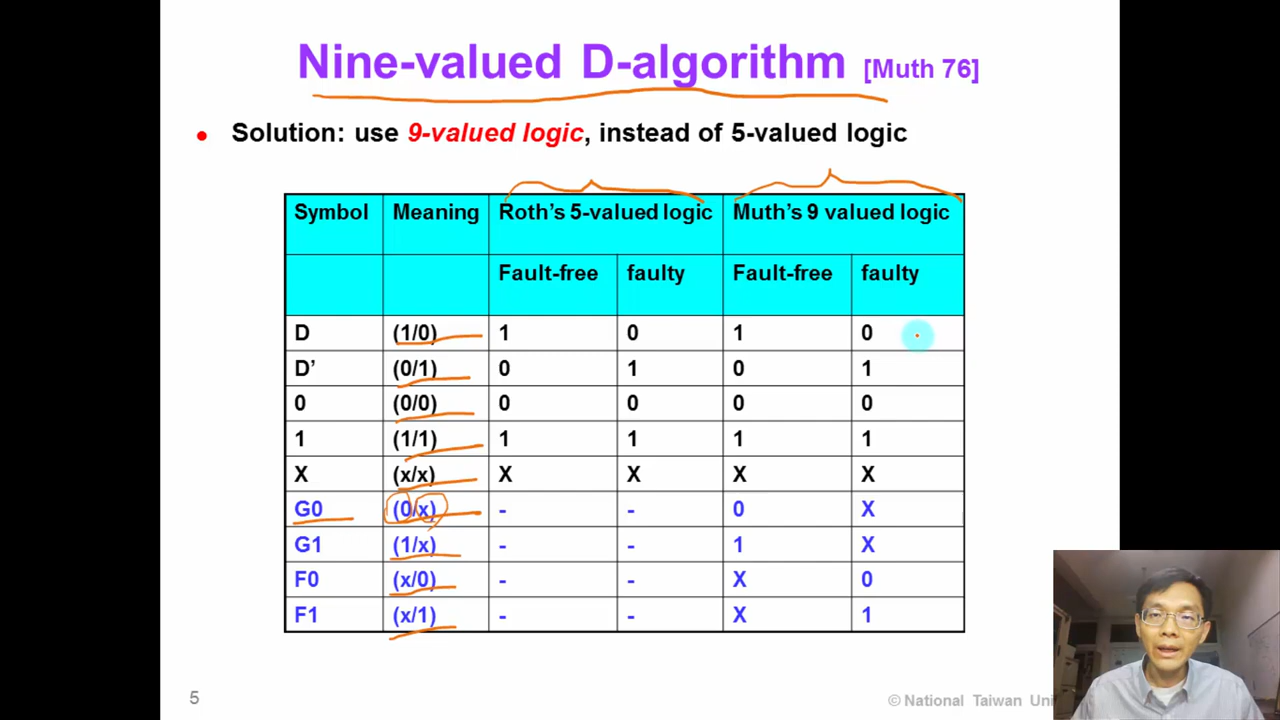 Nine-valued D-algorithm [Muth 76]
• Solution: use 9-valued logic, instead of 5-valued logic
Symbol Meaning Roth's 5-valued logic Muth's 9 valued logic
Fault-free faulty Fault-free faulty
D (1/0) 1 0 1 0
D' (0/1) 0 1 0 1
0 (0/0) 0 0 0 0
1 (1/1) 1 1 1 1
X (x/x) X X X X
G0 (0/x) - - 0 X
G1 (1/x) - - 1 X
F0 (x/0) - - X 0
F1 (x/1) - - X 1
5
© National Taiwan Uni